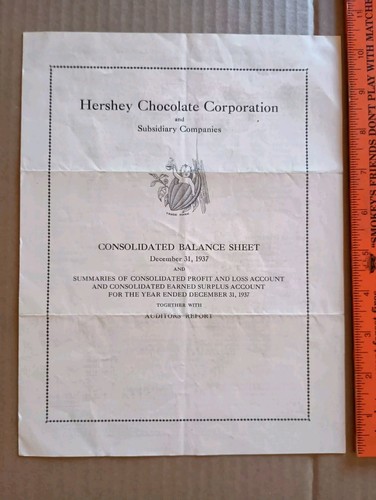 Hershey Chocolate Corporation
and
Subsidiary Companies
CONSOLIDATED BALANCE SHEET
December 31, 1937
AND
SUMMARIES OF CONSOLIDATED PROFIT AND LOSS ACCOUNT
AND CONSOLIDATED EARNED SURPLUS ACCOUNT
FOR THE YEAR ENDED DECEMBER 31, 1937
TOGETHER WITH
AUDITORS' REPORT
"SMOKEY'S FRIENDS DON'T PLAY WITH MATCHES